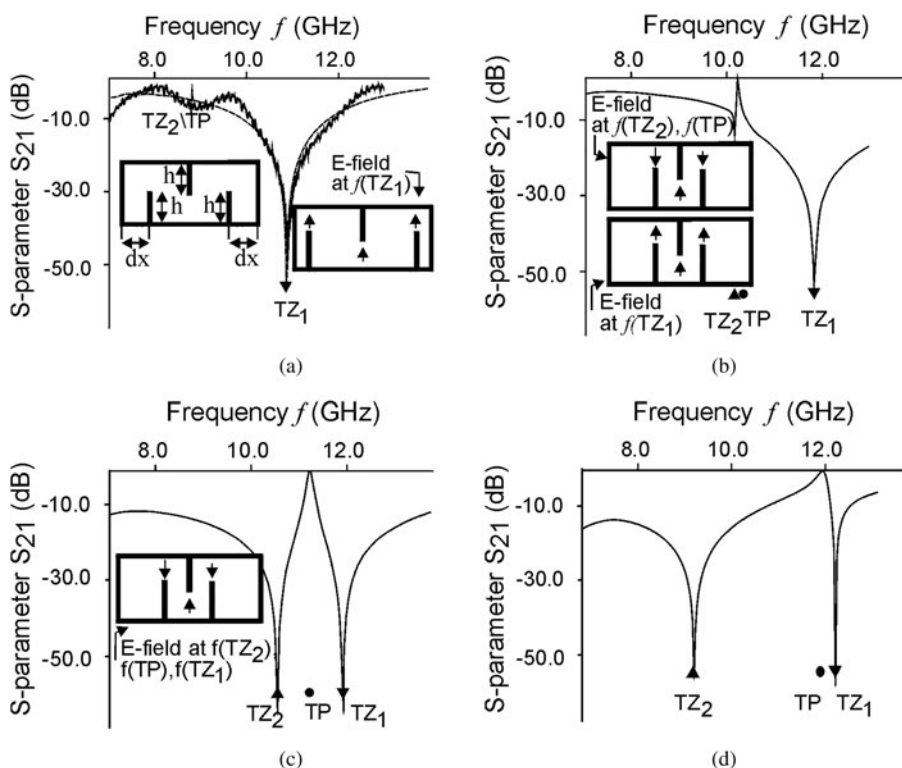 Frequency f (GHz)
8.0 10.0 12.0
S-parameter S21 (dB)
-10.0
-30.0
-50.0
TZ2\TP
h
h
h
dx
dx
E-field
at f(TZ1)
TZ1
(a)
Frequency f (GHz)
8.0 10.0 12.0
S-parameter S21 (dB)
-10.0
-30.0
-50.0
E-field
at f(TZ2), f(TP)
E-field
at f(TZ1)
TZ2 TP
TZ1
(b)
Frequency f (GHz)
8.0 10.0 12.0
S-parameter S21 (dB)
-10.0
-30.0
-50.0
E-field at f(TZ2)
f(TP),f(TZ1)
TZ2
TP
TZ1
(c)
Frequency f (GHz)
8.0 10.0 12.0
S-parameter S21 (dB)
-10.0
-30.0
-50.0
TZ2
TP
TZ1
(d)